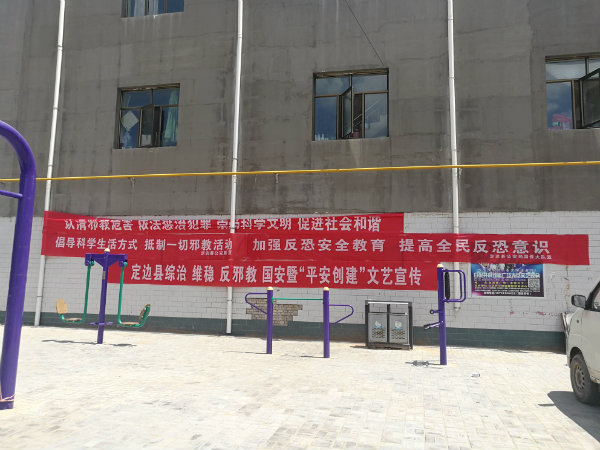 认清邪教危害 依法惩治犯罪 崇尚科学文明 促进社会和谐
倡导科学生活方式 抵制一切邪教活动
加强反恐安全教育 提高全民反恐意识
定边县综治 维稳 反邪教 国安暨“平安创建”文艺宣传